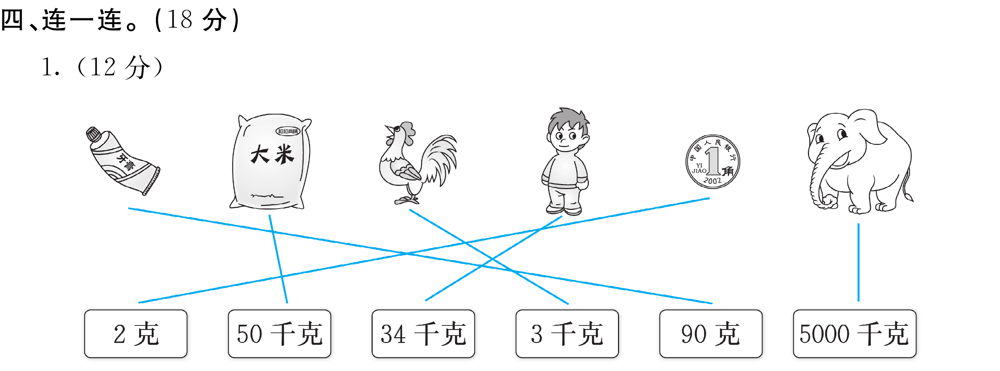 四、连一连。(18 分)
1.（12 分）
牙膏
粒粒真情
大米
中国人民银行
YI
JIAO
1角
2002
2 克
50 千克
34 千克
3 千克
90 克
5000 千克